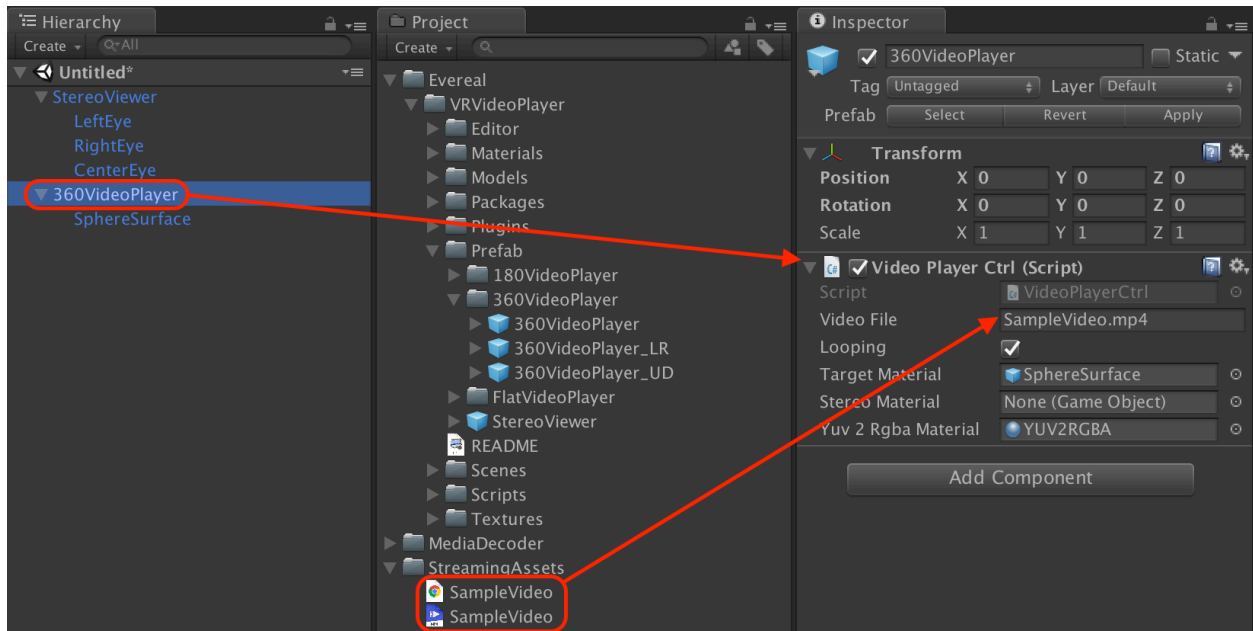 Hierarchy
Create
All
Untitled*
StereoViewer
LeftEye
RightEye
CenterEye
360VideoPlayer
SphereSurface
Project
Create
Evereal
VRVideoPlayer
Editor
Materials
Models
Packages
Plugins
Prefab
180VideoPlayer
360VideoPlayer
360VideoPlayer
360VideoPlayer_LR
360VideoPlayer_UD
FlatVideoPlayer
StereoViewer
README
Scenes
Scripts
Textures
MediaDecoder
StreamingAssets
SampleVideo
SampleVideo
Inspector
360VideoPlayer Static
Tag Untagged Layer Default
Prefab Select Revert Apply
Transform
Position X 0 Y 0 Z 0
Rotation X 0 Y 0 Z 0
Scale X 1 Y 1 Z 1
Video Player Ctrl (Script)
Script VideoPlayerCtrl
Video File SampleVideo.mp4
Looping
Target Material SphereSurface
Stereo Material None (Game Object)
Yuv 2 Rgba Material YUV2RGBA
Add Component